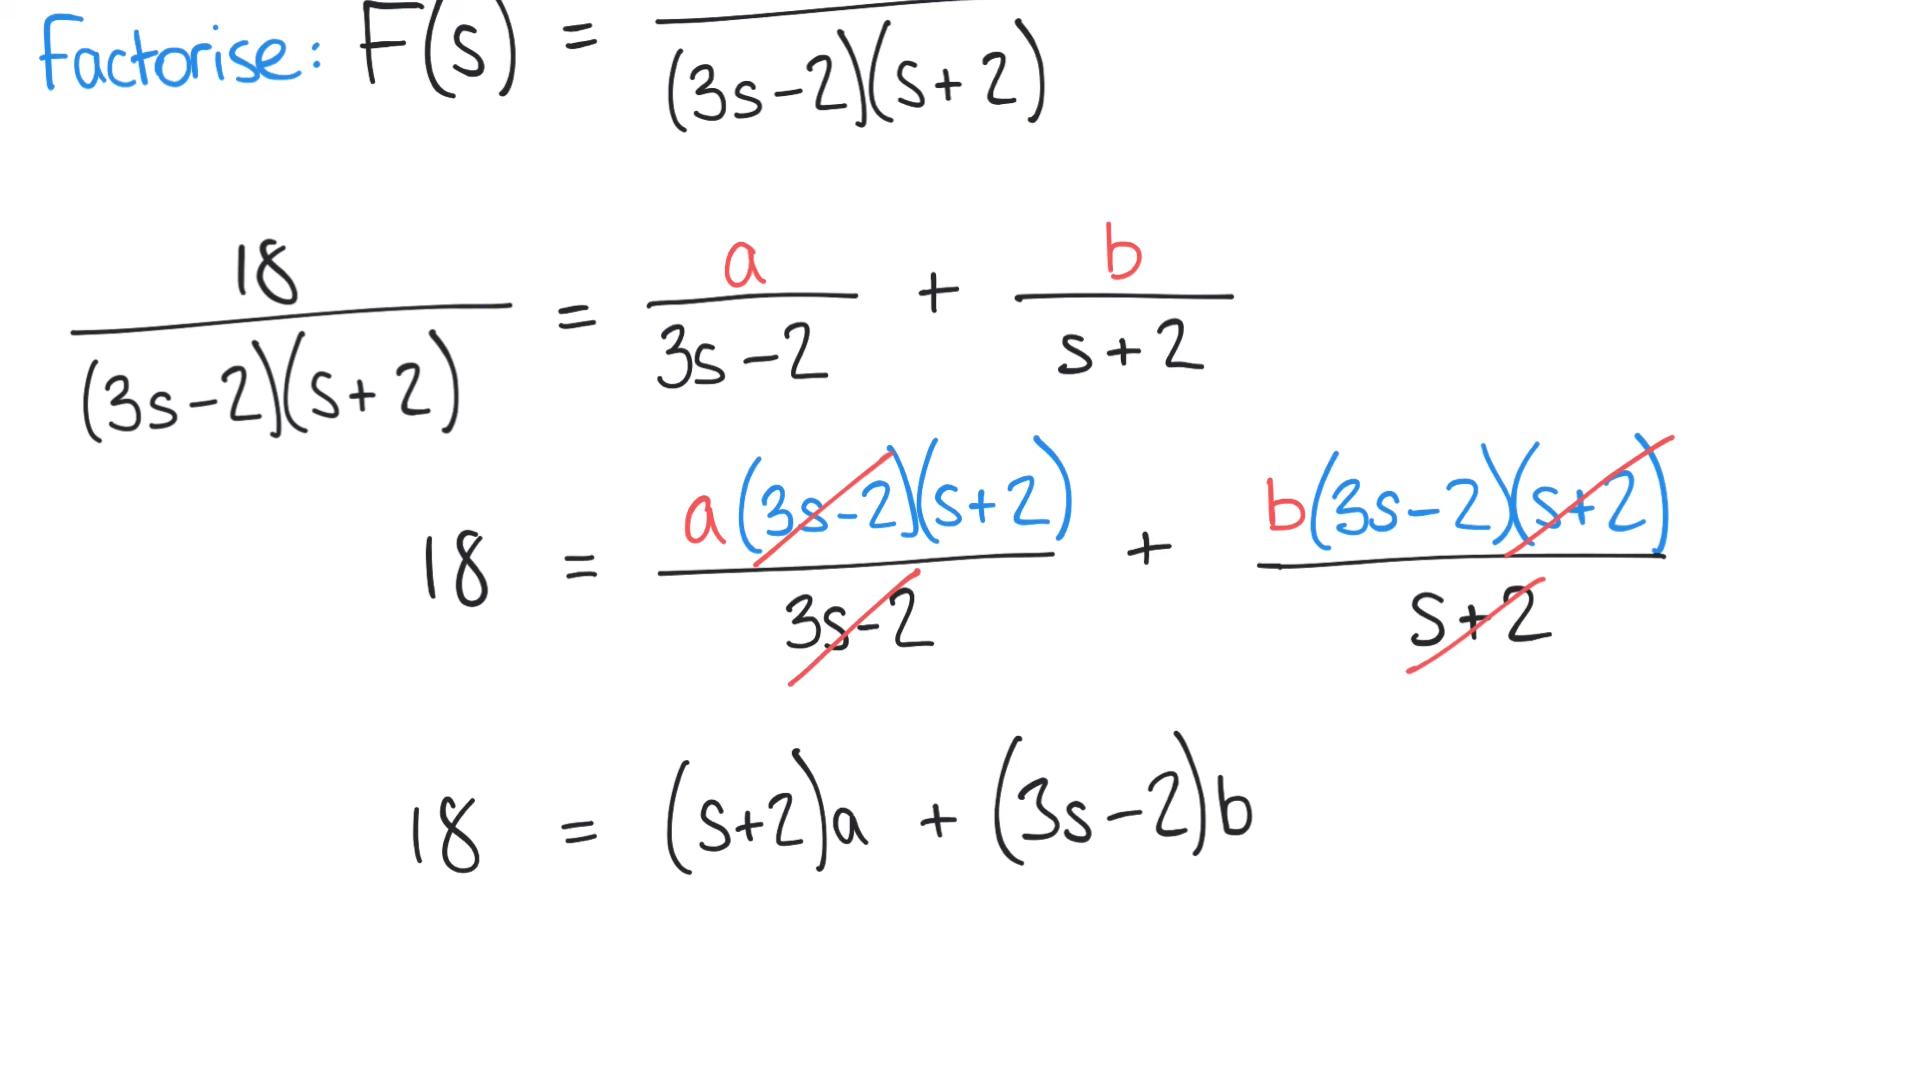 Factorise: F(s) =
(3s-2)(s+2)
18 / (3s-2)(s+2) = a / 3s-2 + b / s+2
18 = a(3s-2)(s+2) / 3s-2 + b(3s-2)(s+2) / s+2
18 = (s+2)a + (3s-2)b